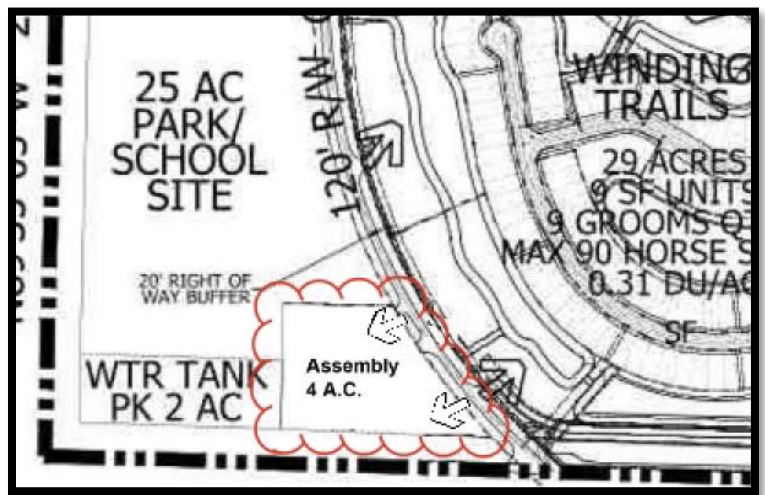 25 AC
PARK/
SCHOOL
SITE
120' R/W
WINDING
TRAILS
29 ACRES
9 SF UNITS
9 GROOMS
MAX 90 HORSE S
0.31 DU/AC
SF
20' RIGHT OF
WAY BUFFER
Assembly
4 A.C.
WTR TANK
PK 2 AC